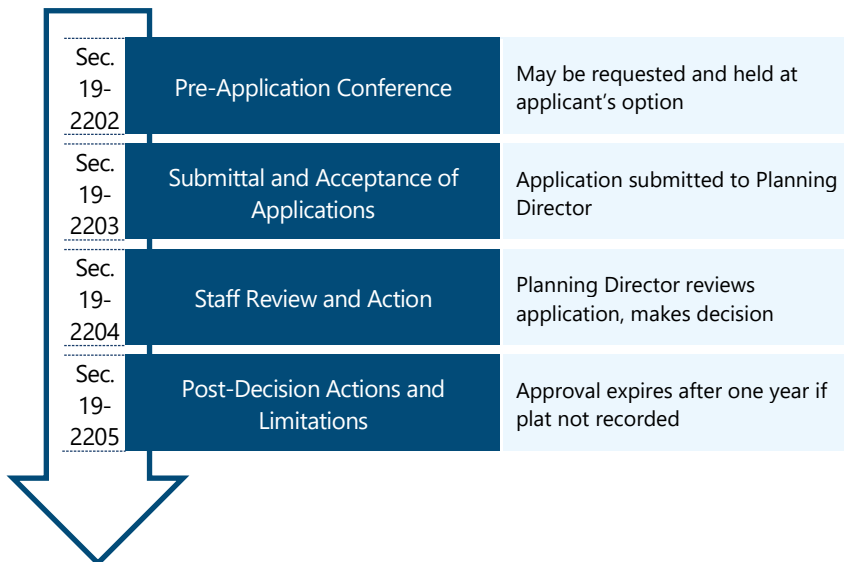 Sec.
19-
2202
Pre-Application Conference
May be requested and held at
applicant’s option
Sec.
19-
2203
Submittal and Acceptance of
Applications
Application submitted to Planning
Director
Sec.
19-
2204
Staff Review and Action
Planning Director reviews
application, makes decision
Sec.
19-
2205
Post-Decision Actions and
Limitations
Approval expires after one year if
plat not recorded